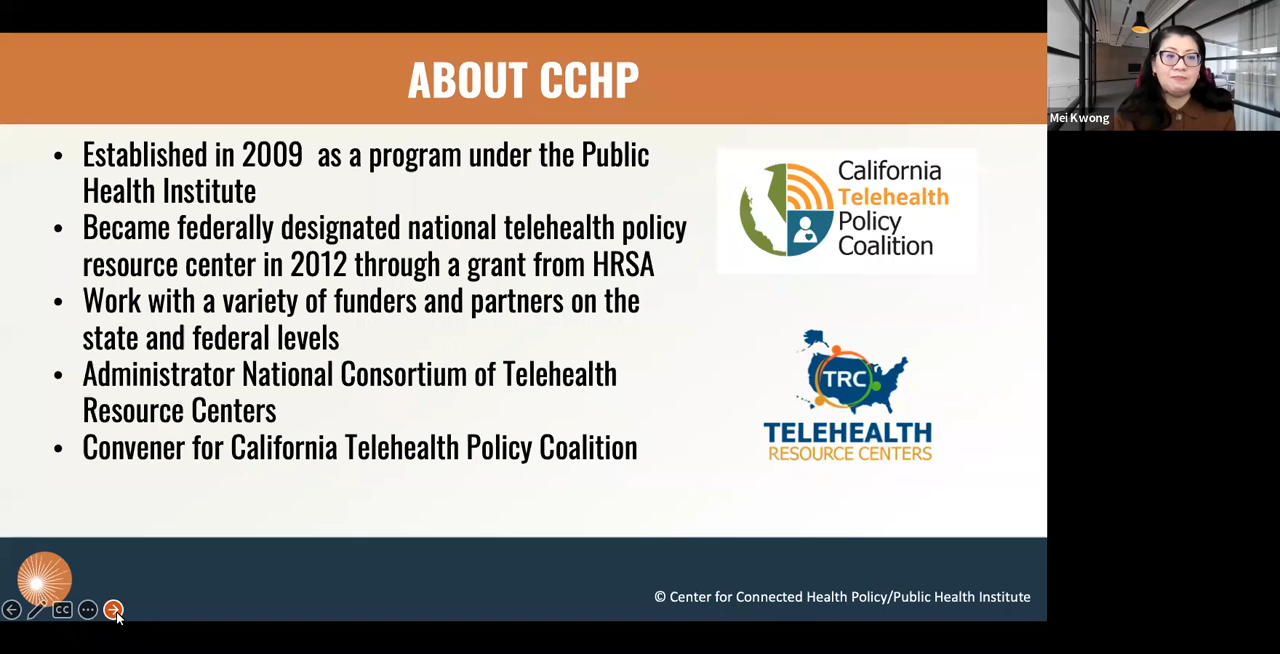 ABOUT CCHP
• Established in 2009 as a program under the Public
Health Institute
• Became federally designated national telehealth policy
resource center in 2012 through a grant from HRSA
• Work with a variety of funders and partners on the
state and federal levels
• Administrator National Consortium of Telehealth
Resource Centers
• Convener for California Telehealth Policy Coalition
California
Telehealth
Policy
Coalition
TRC
TELEHEALTH
RESOURCE CENTERS
CC
© Center for Connected Health Policy/Public Health Institute
Mei Kwong